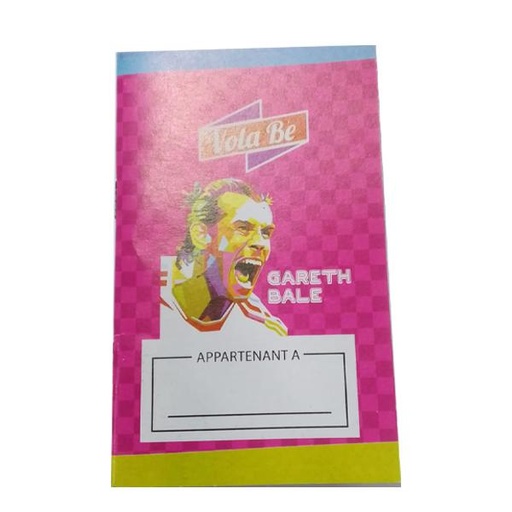 Vola Be
GARETH
BALE
APPARTENANT A